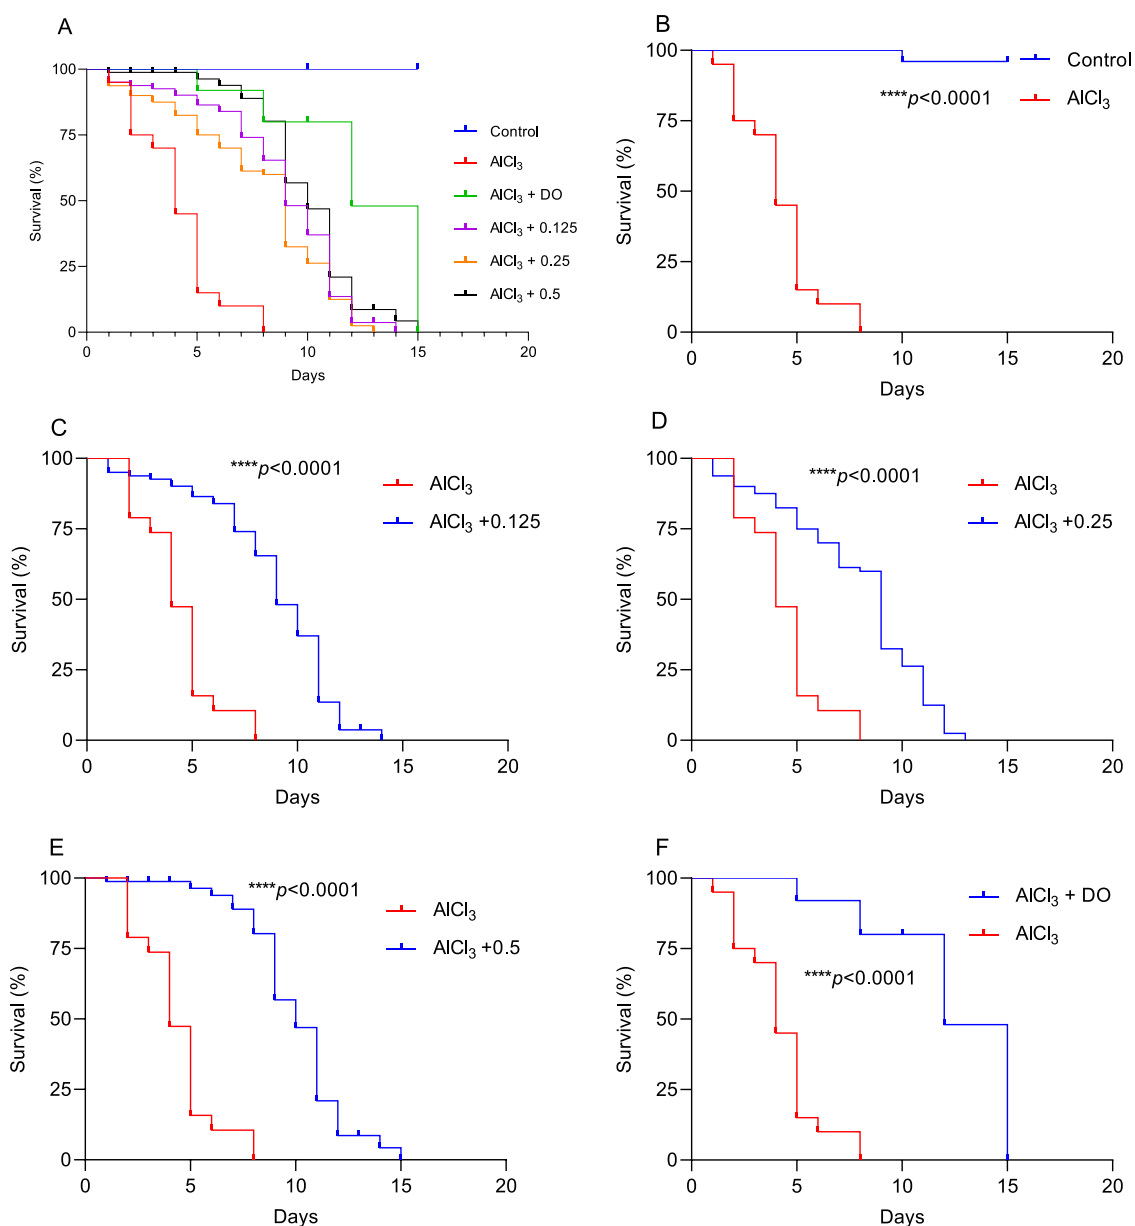 A
100
75
50
25
0
Survival (%)
0
5
10
15
20
Days
Control
AlCl₃
AlCl₃ + DO
AlCl₃ + 0.125
AlCl₃ + 0.25
AlCl₃ + 0.5
B
100
75
50
25
0
Survival (%)
0
5
10
15
20
Days
Control
AlCl₃
****p<0.0001
C
100
75
50
25
0
Survival (%)
0
5
10
15
20
Days
****p<0.0001
AlCl₃
AlCl₃ +0.125
D
100
75
50
25
0
Survival (%)
0
5
10
15
20
Days
****p<0.0001
AlCl₃
AlCl₃ +0.25
E
100
75
50
25
0
Survival (%)
0
5
10
15
20
Days
****p<0.0001
AlCl₃
AlCl₃ +0.5
F
100
75
50
25
0
Survival (%)
0
5
10
15
20
Days
AlCl₃ + DO
AlCl₃
****p<0.0001